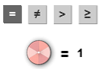 = ≠ > ≥
= 1